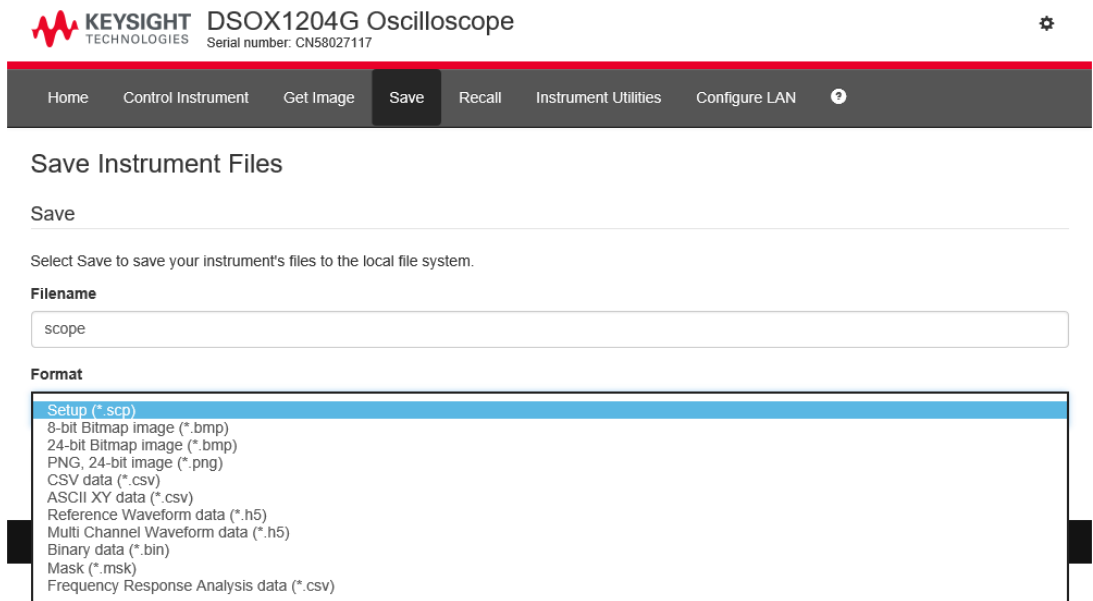 KEYSIGHT
TECHNOLOGIES
DSOX1204G Oscilloscope
Serial number: CN58027117
Home Control Instrument Get Image Save Recall Instrument Utilities Configure LAN ?
Save Instrument Files
Save
Select Save to save your instrument's files to the local file system.
Filename
scope
Format
Setup (*.scp)
8-bit Bitmap image (*.bmp)
24-bit Bitmap image (*.bmp)
PNG, 24-bit image (*.png)
CSV data (*.csv)
ASCII XY data (*.csv)
Reference Waveform data (*.h5)
Multi Channel Waveform data (*.h5)
Binary data (*.bin)
Mask (*.msk)
Frequency Response Analysis data (*.csv)